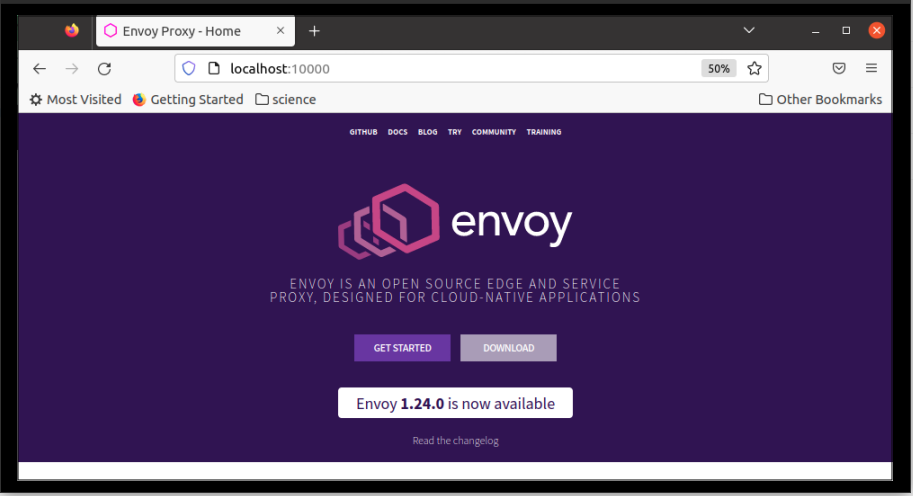 Envoy Proxy - Home
localhost:10000
50%
Most Visited Getting Started science Other Bookmarks
GITHUB DOCS BLOG TRY COMMUNITY TRAINING
envoy
ENVOY IS AN OPEN SOURCE EDGE AND SERVICE
PROXY, DESIGNED FOR CLOUD-NATIVE APPLICATIONS
GET STARTED DOWNLOAD
Envoy 1.24.0 is now available
Read the changelog